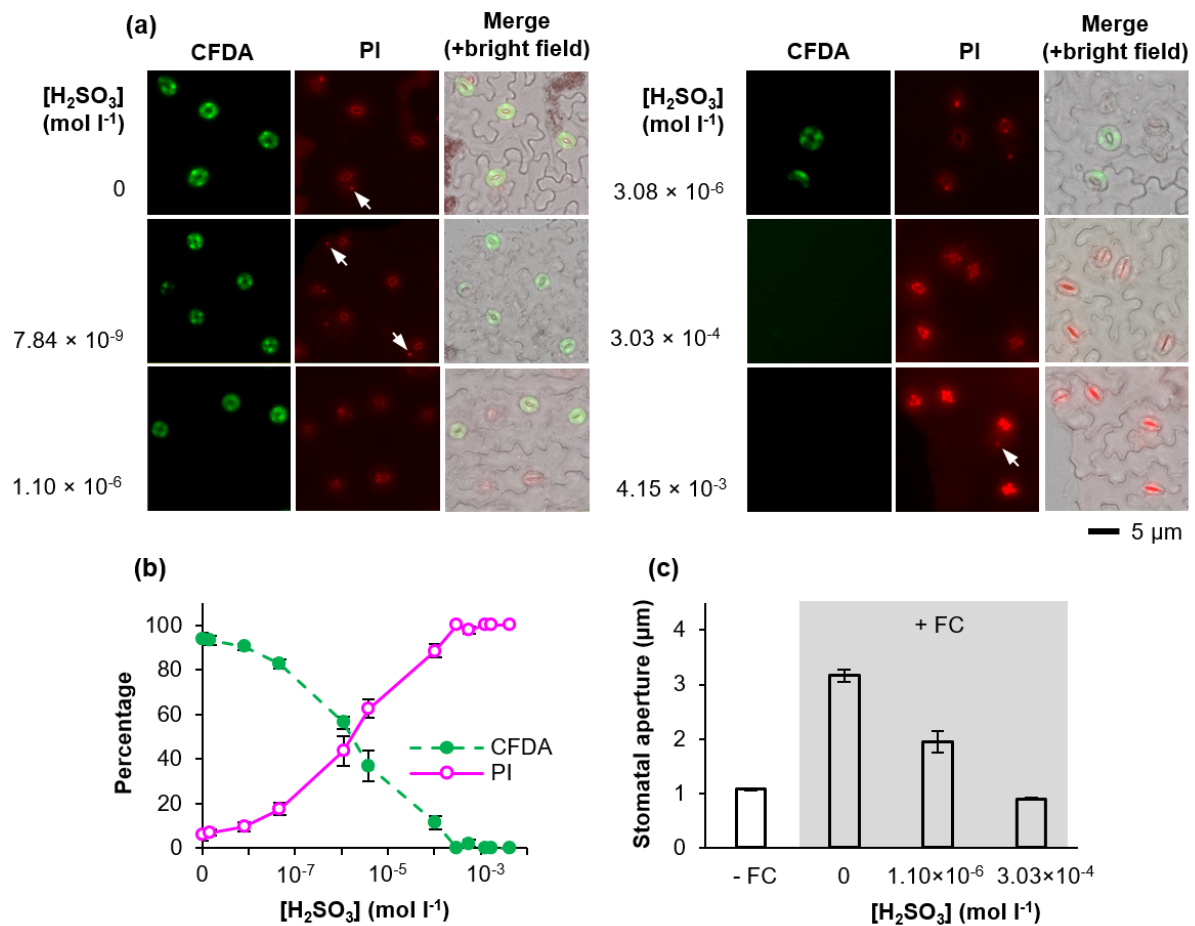 (a)
CFDA
PI
Merge
(+bright field)
[H₂SO₃]
(mol l⁻¹)
0
7.84 × 10⁻⁹
1.10 × 10⁻⁶
CFDA
PI
Merge
(+bright field)
[H₂SO₃]
(mol l⁻¹)
3.08 × 10⁻⁶
3.03 × 10⁻⁴
4.15 × 10⁻³
5 µm
(b)
Percentage
100
80
60
40
20
0
CFDA
PI
0
10⁻⁷
10⁻⁵
10⁻³
[H₂SO₃] (mol l⁻¹)
(c)
Stomatal aperture (µm)
4
3
2
1
0
+ FC
- FC
0
1.10×10⁻⁶
3.03×10⁻⁴
[H₂SO₃] (mol l⁻¹)